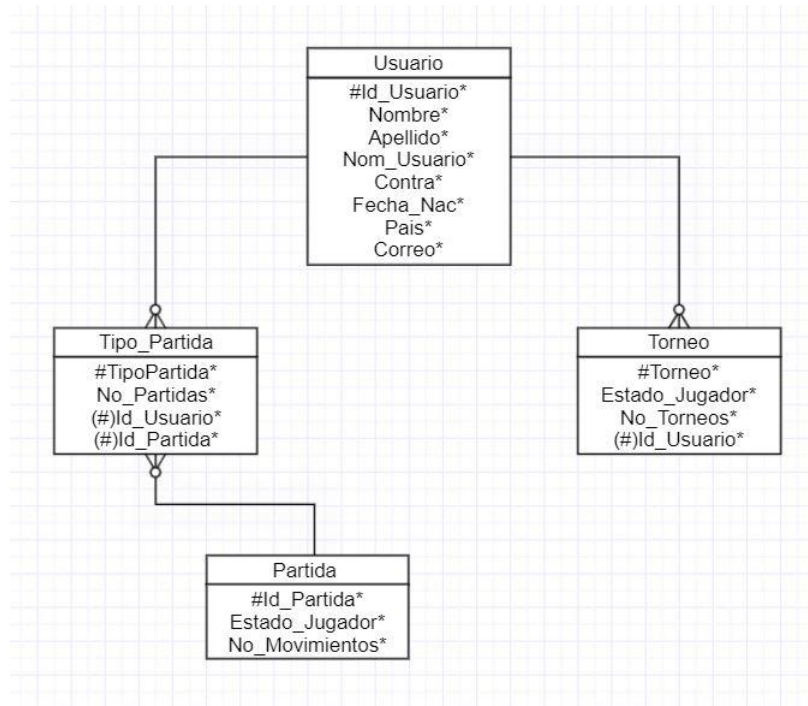 Usuario
#Id_Usuario*
Nombre*
Apellido*
Nom_Usuario*
Contra*
Fecha_Nac*
Pais*
Correo*
Tipo_Partida
#TipoPartida*
No_Partidas*
(#)Id_Usuario*
(#)Id_Partida*
Torneo
#Torneo*
Estado_Jugador*
No_Torneos*
(#)Id_Usuario*
Partida
#Id_Partida*
Estado_Jugador*
No_Movimientos*